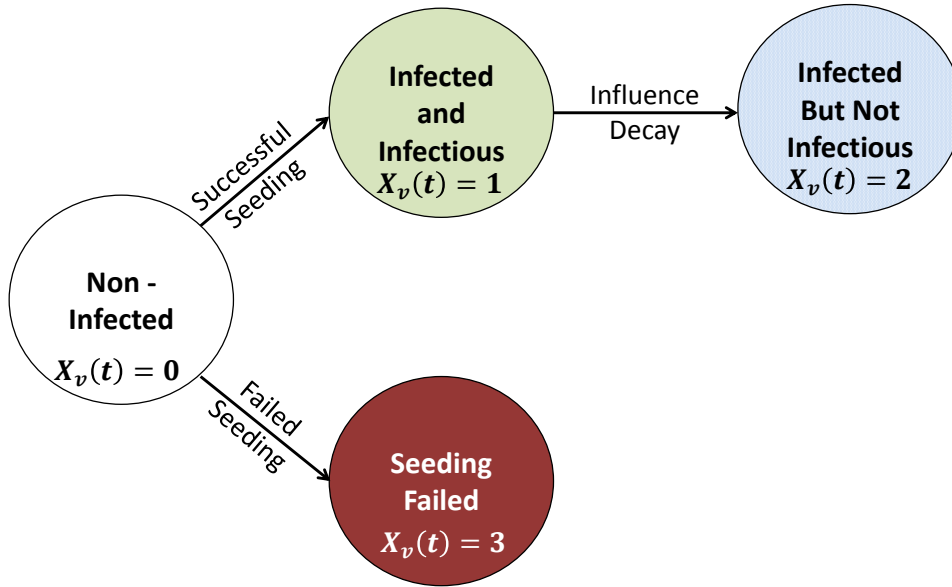 Infected
and
Infectious
X_v(t) = 1
Influence
Decay
Infected
But Not
Infectious
X_v(t) = 2
Successful
Seeding
Non -
Infected
X_v(t) = 0
Failed
Seeding
Seeding
Failed
X_v(t) = 3